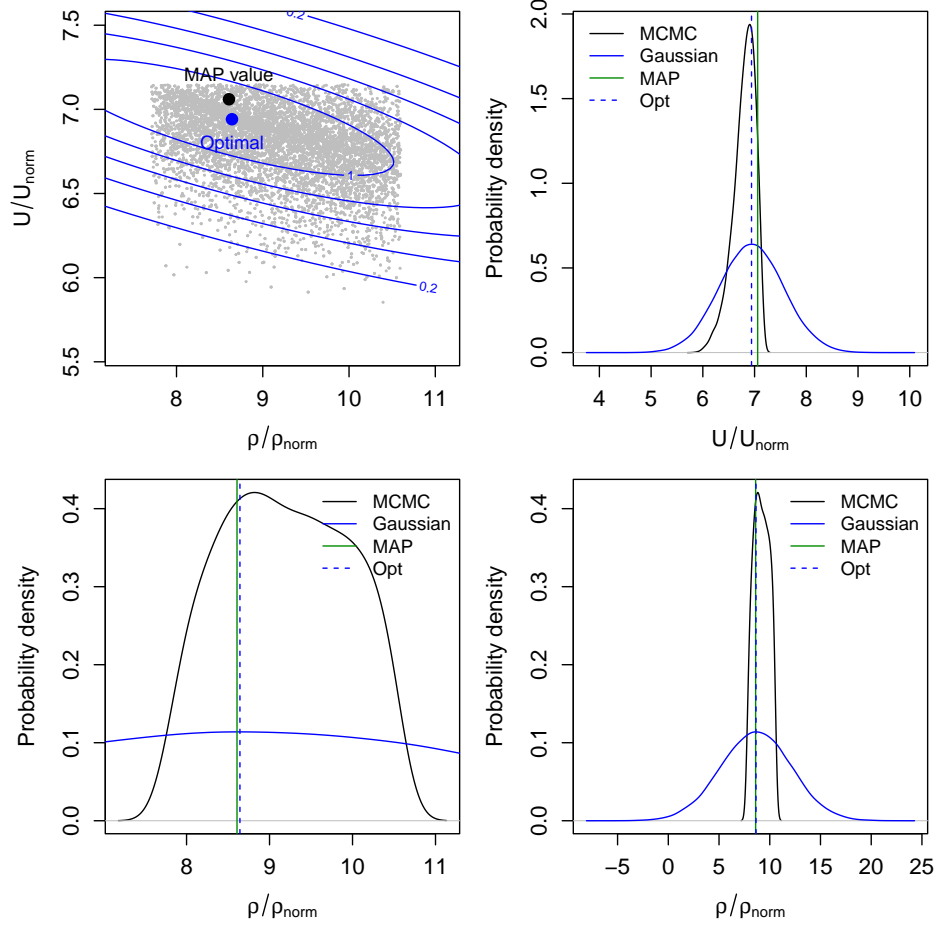 0.2
MAP value
Optimal
1
0.2
7.5
7.0
6.5
6.0
5.5
U/U_norm
8 9 10 11
ρ/ρ_norm
MCMC
Gaussian
MAP
Opt
2.0
1.5
1.0
0.5
0.0
Probability density
4 5 6 7 8 9 10
U/U_norm
MCMC
Gaussian
MAP
Opt
0.4
0.3
0.2
0.1
0.0
Probability density
8 9 10 11
ρ/ρ_norm
MCMC
Gaussian
MAP
Opt
0.4
0.3
0.2
0.1
0.0
Probability density
−5 0 5 10 15 20 25
ρ/ρ_norm